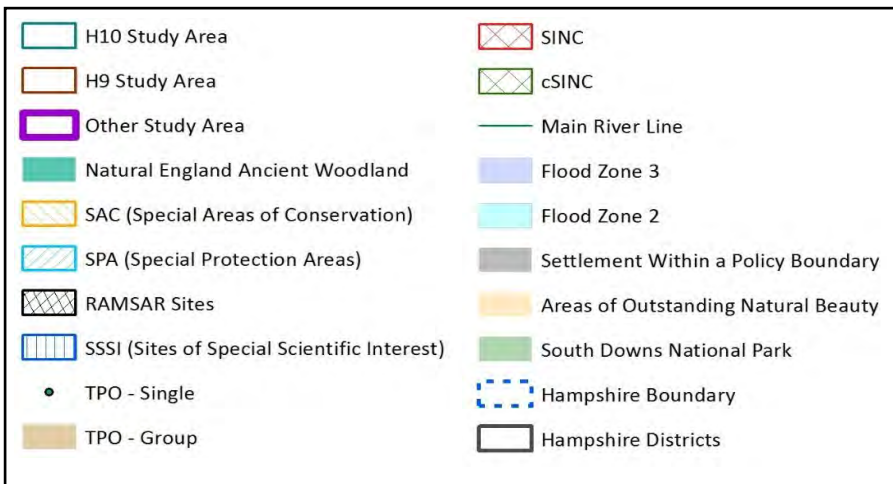 H10 Study Area
H9 Study Area
Other Study Area
Natural England Ancient Woodland
SAC (Special Areas of Conservation)
SPA (Special Protection Areas)
RAMSAR Sites
SSSI (Sites of Special Scientific Interest)
TPO - Single
TPO - Group
SINC
cSINC
Main River Line
Flood Zone 3
Flood Zone 2
Settlement Within a Policy Boundary
Areas of Outstanding Natural Beauty
South Downs National Park
Hampshire Boundary
Hampshire Districts